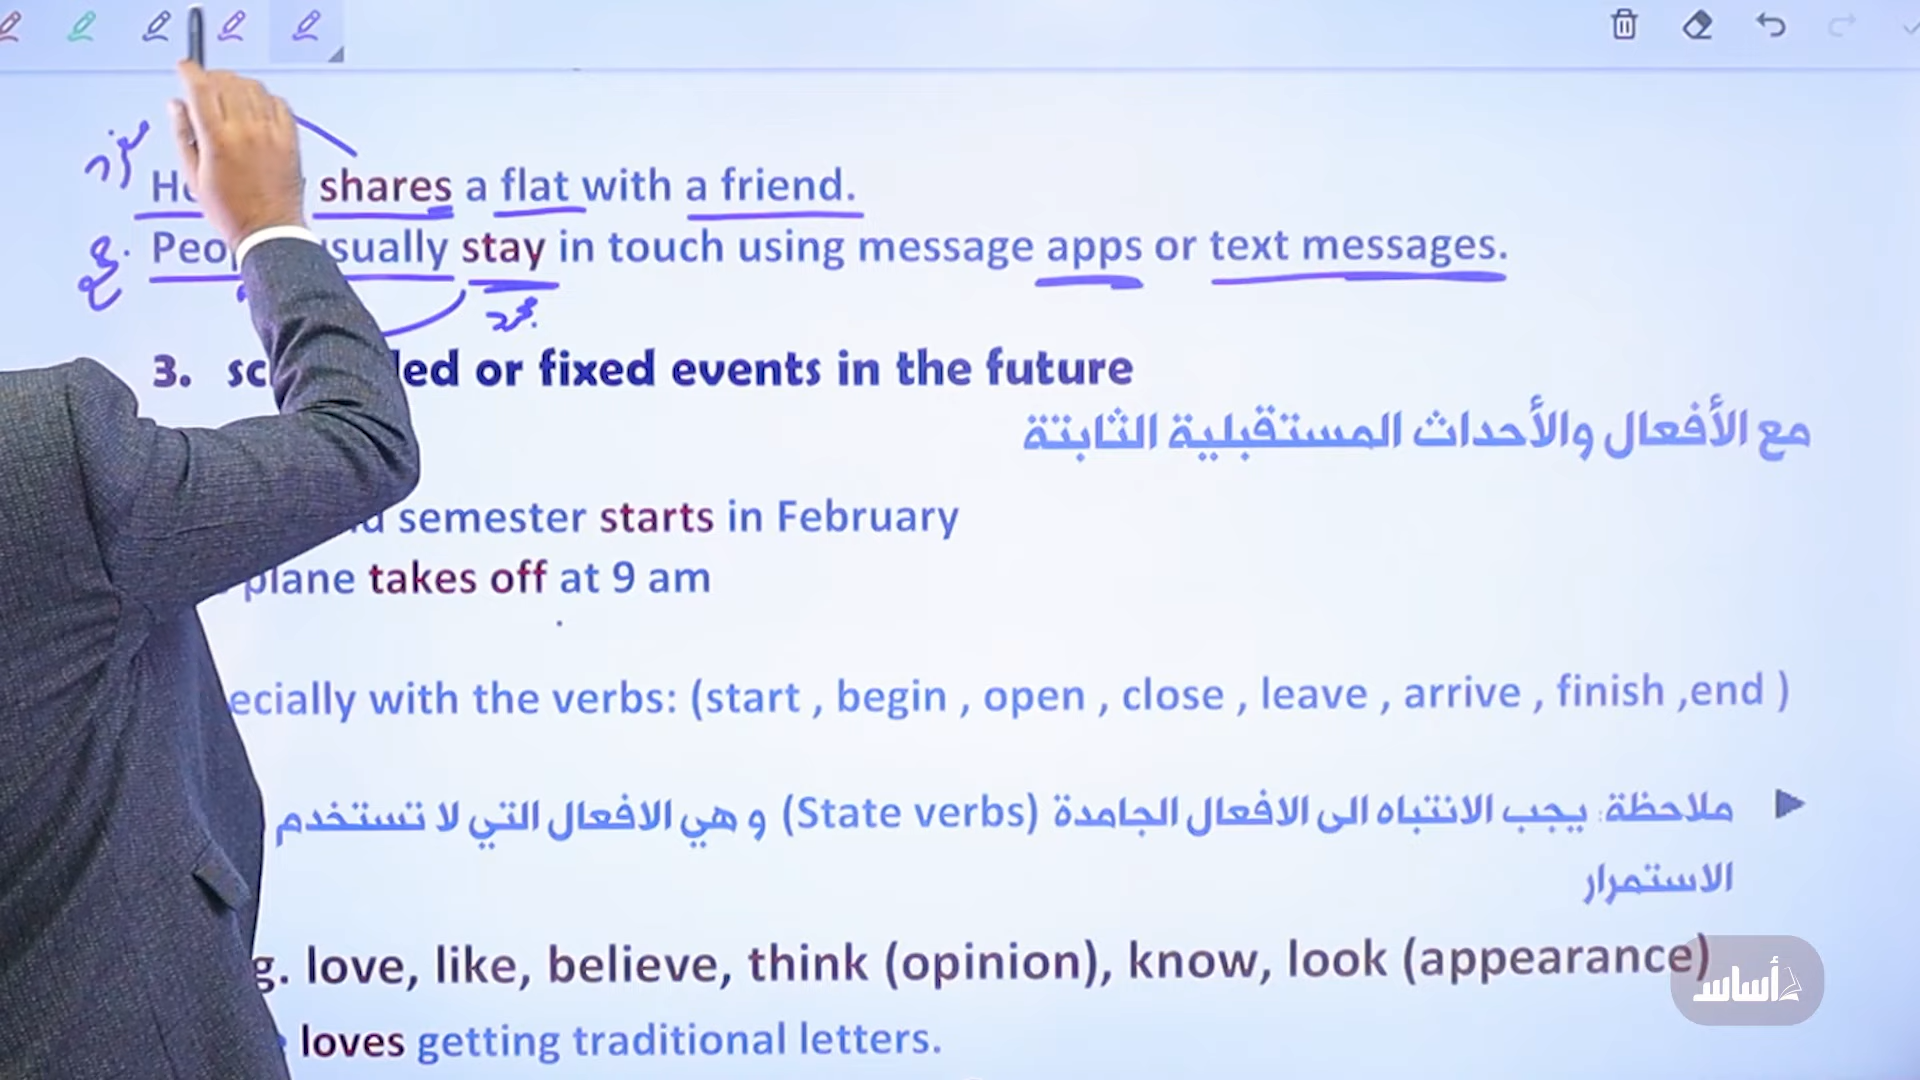 shares a flat with a friend.
usually stay in touch using message apps or text messages.
3. led or fixed events in the future
مع الأفعال والأحداث المستقبلية الثابتة
semester starts in February
plane takes off at 9 am
ecially with the verbs: (start , begin , open , close , leave , arrive , finish ,end )
ملاحظة: يجب الانتباه الى الافعال الجامدة (State verbs) و هي الافعال التي لا تستخدم
الاستمرار
g. love, like, believe, think (opinion), know, look (appearance)
أساس
loves getting traditional letters.